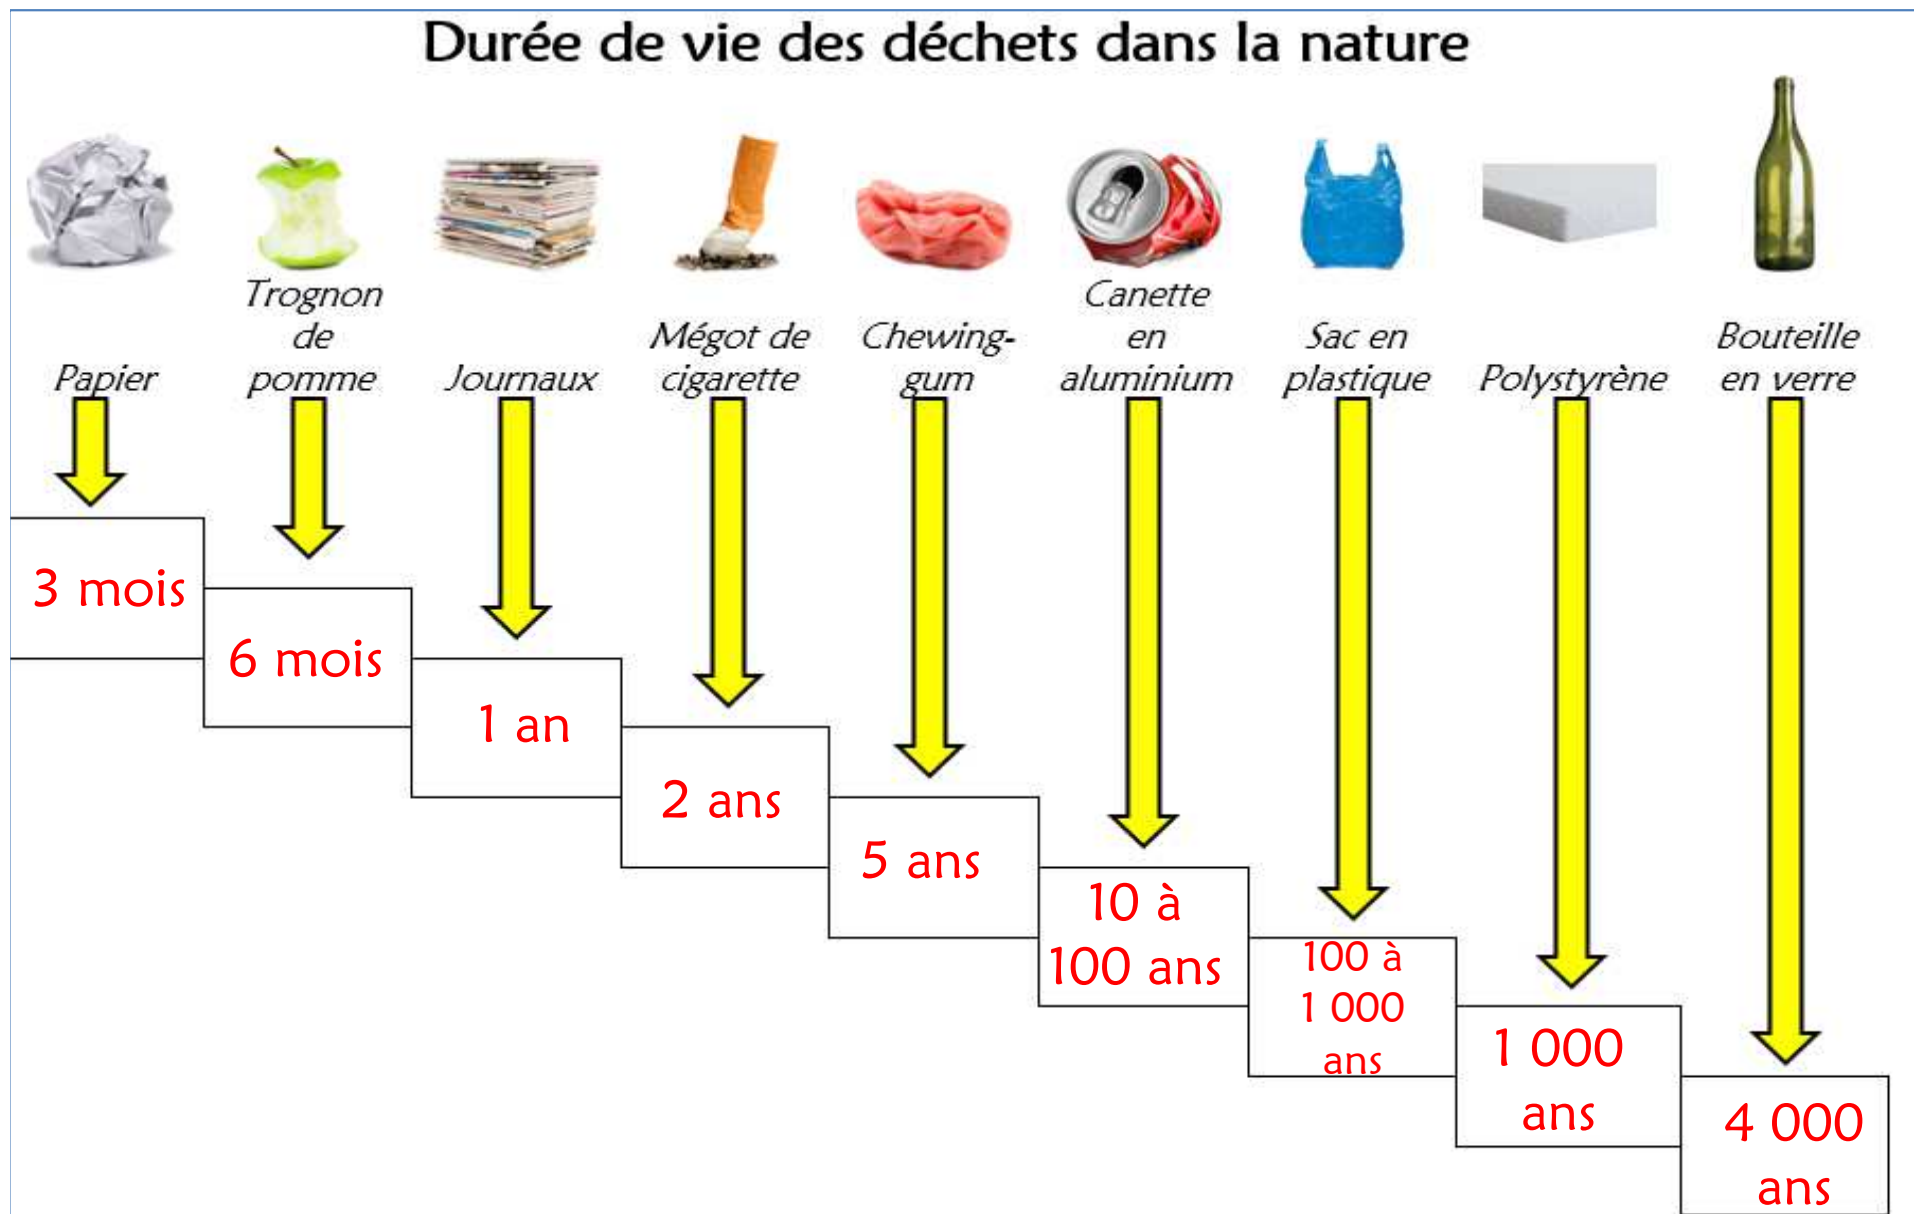 Durée de vie des déchets dans la nature
Papier
Trognon
de
pomme
Journaux
Mégot de
cigarette
Chewing-
gum
Canette
en
aluminium
Sac en
plastique
Polystyrène
Bouteille
en verre
3 mois
6 mois
1 an
2 ans
5 ans
10 à
100 ans
100 à
1 000
ans
1 000
ans
4 000
ans